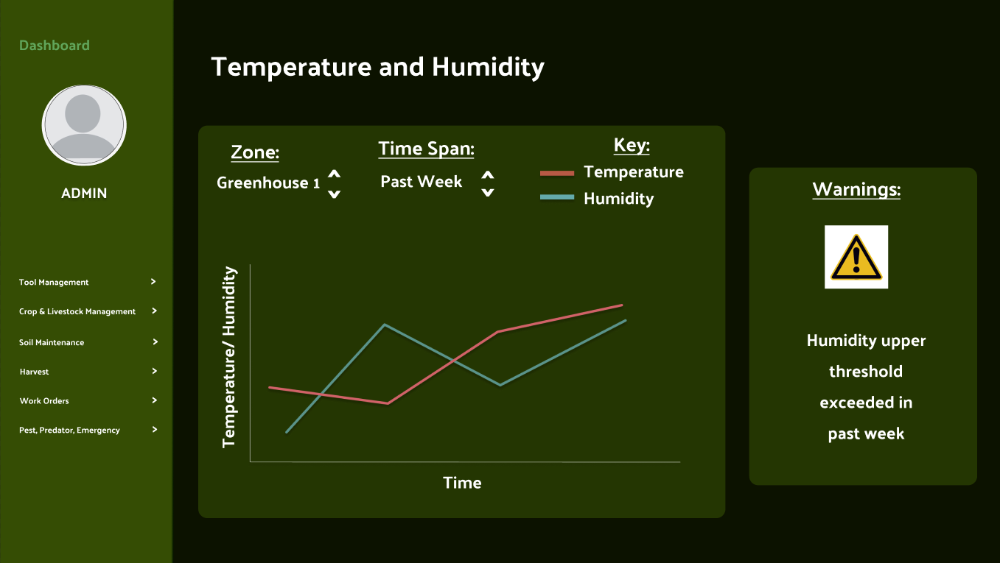 Dashboard
ADMIN
Tool Management >
Crop & Livestock Management >
Soil Maintenance >
Harvest >
Work Orders >
Pest, Predator, Emergency >
Temperature and Humidity
Zone:
Greenhouse 1
Time Span:
Past Week
Key:
Temperature
Humidity
Temperature/ Humidity
Time
Warnings:
!
Humidity upper
threshold
exceeded in
past week